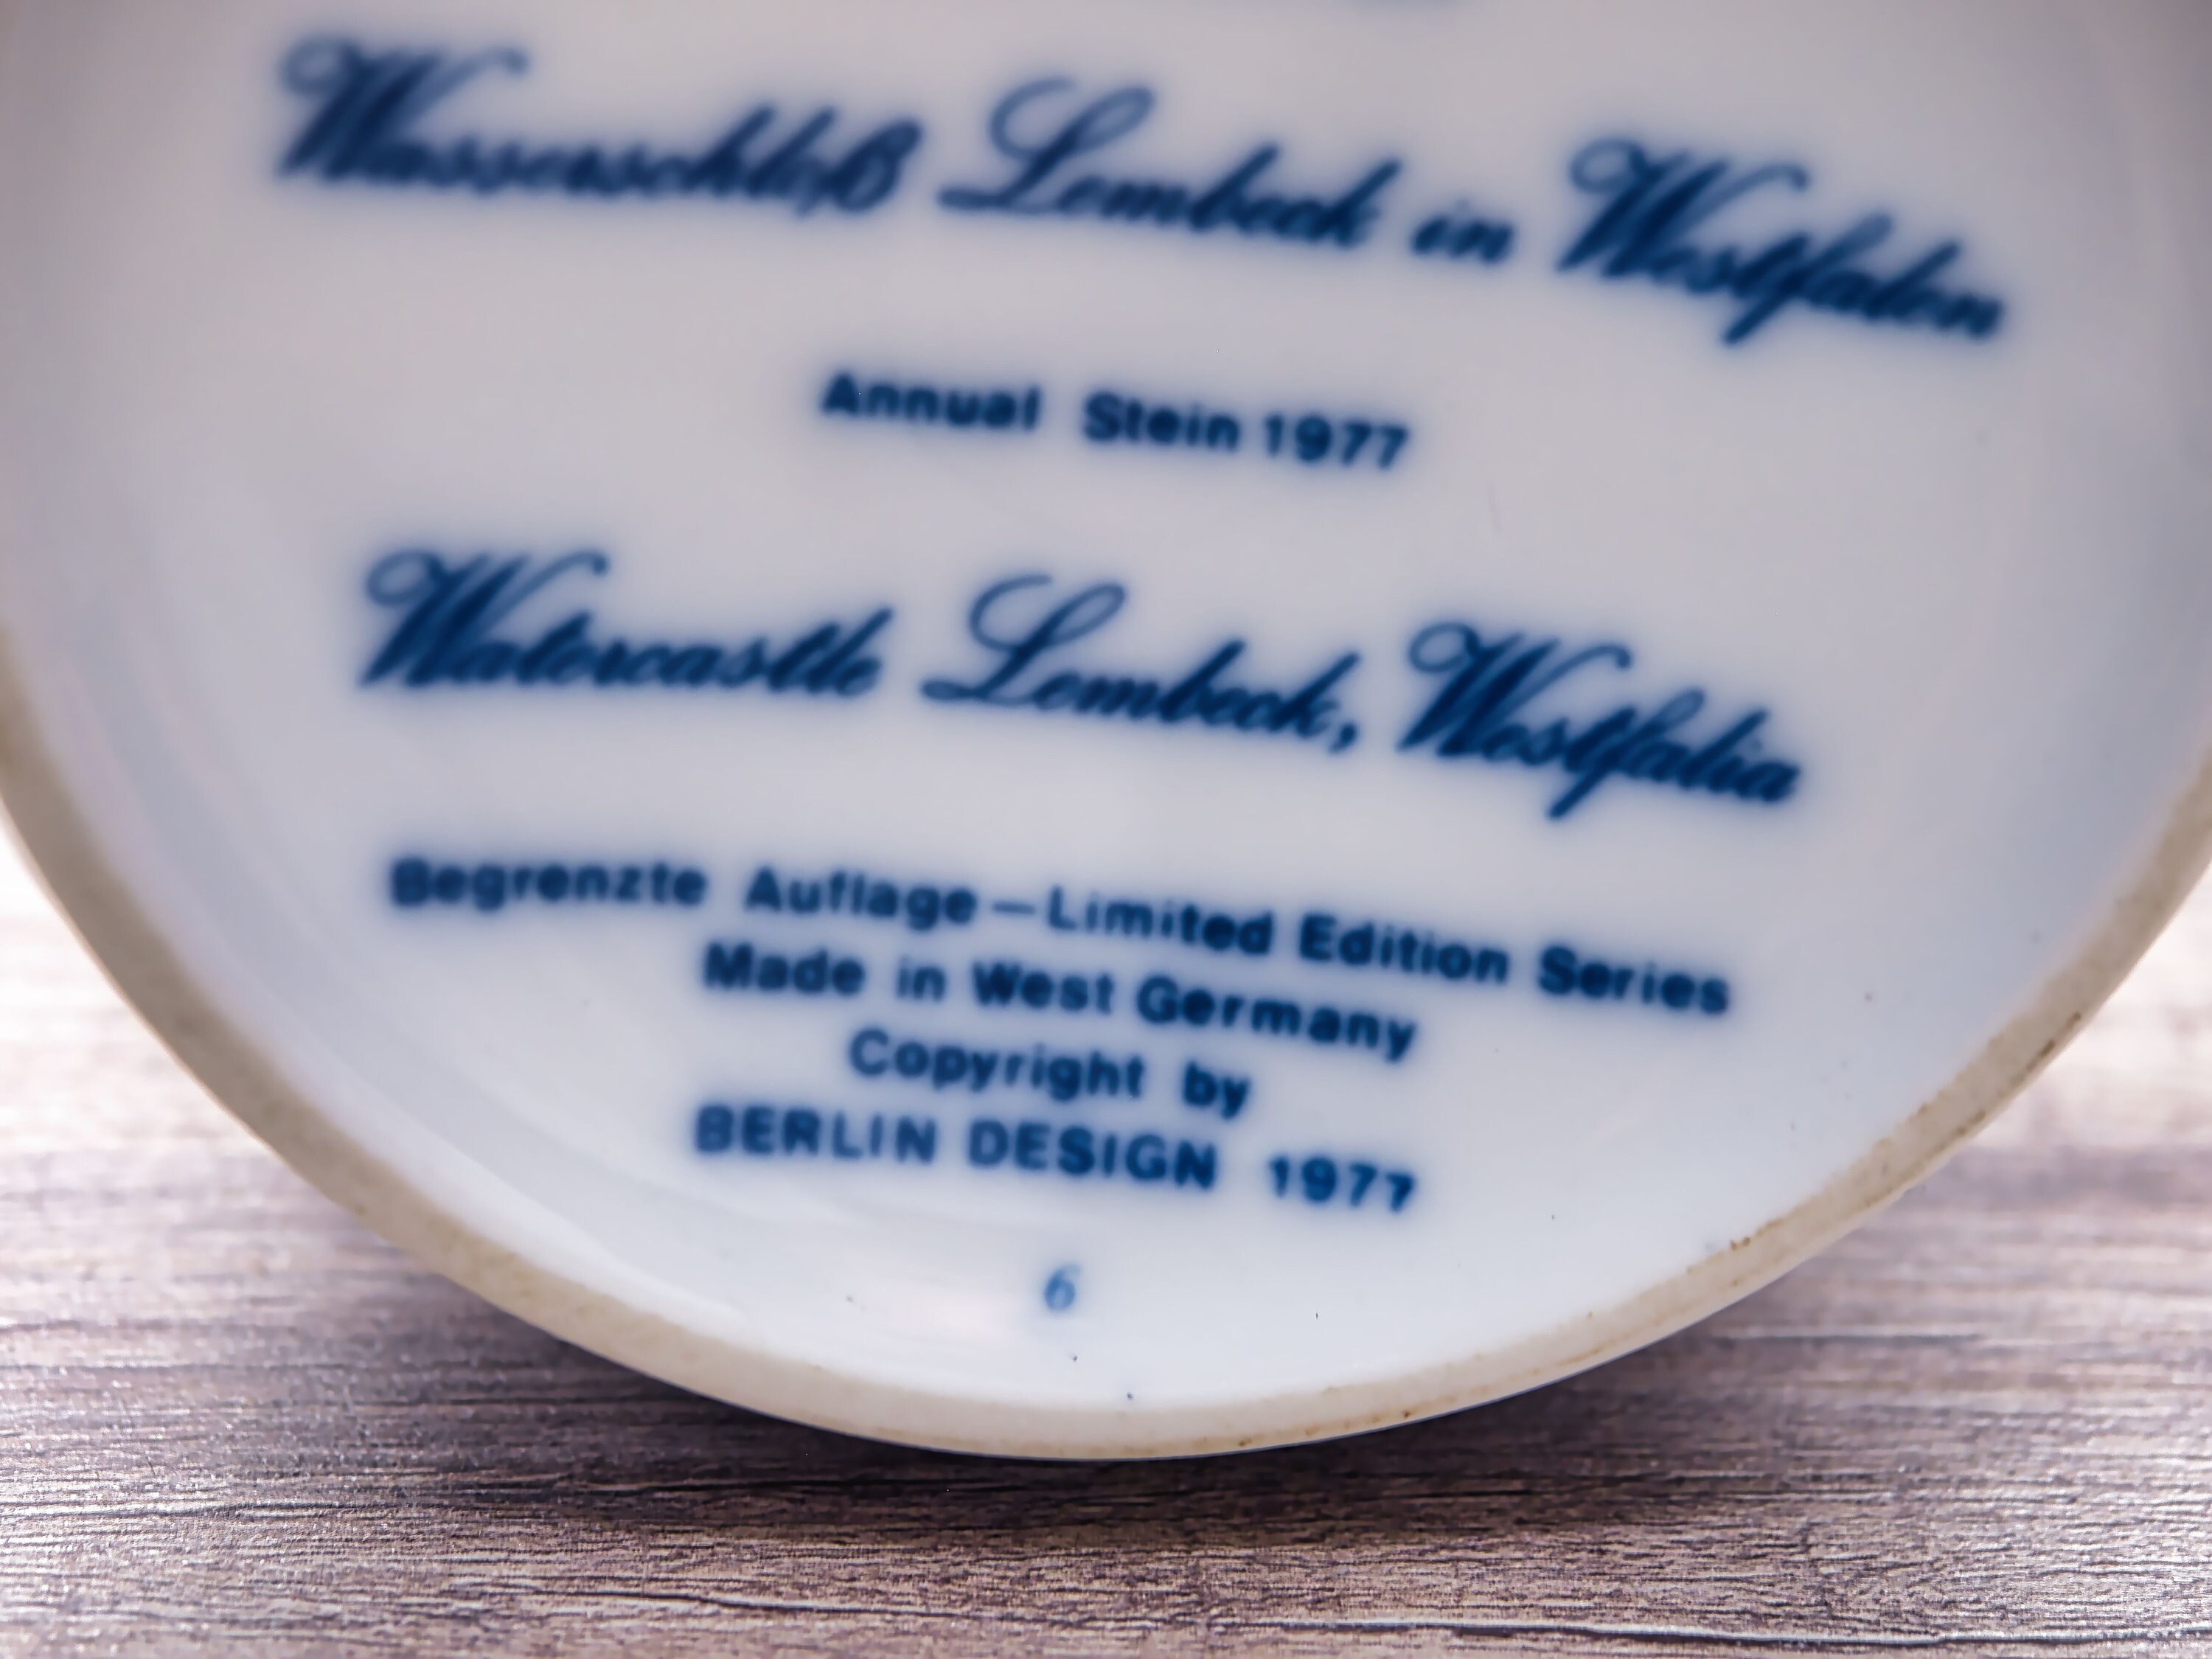 Wasserschloß Lembeck in Westfalen
Annual Stein 1977
Watercastle Lembeck, Westfalia
Begrenzte Auflage—Limited Edition Series
Made in West Germany
Copyright by
BERLIN DESIGN 1977
6